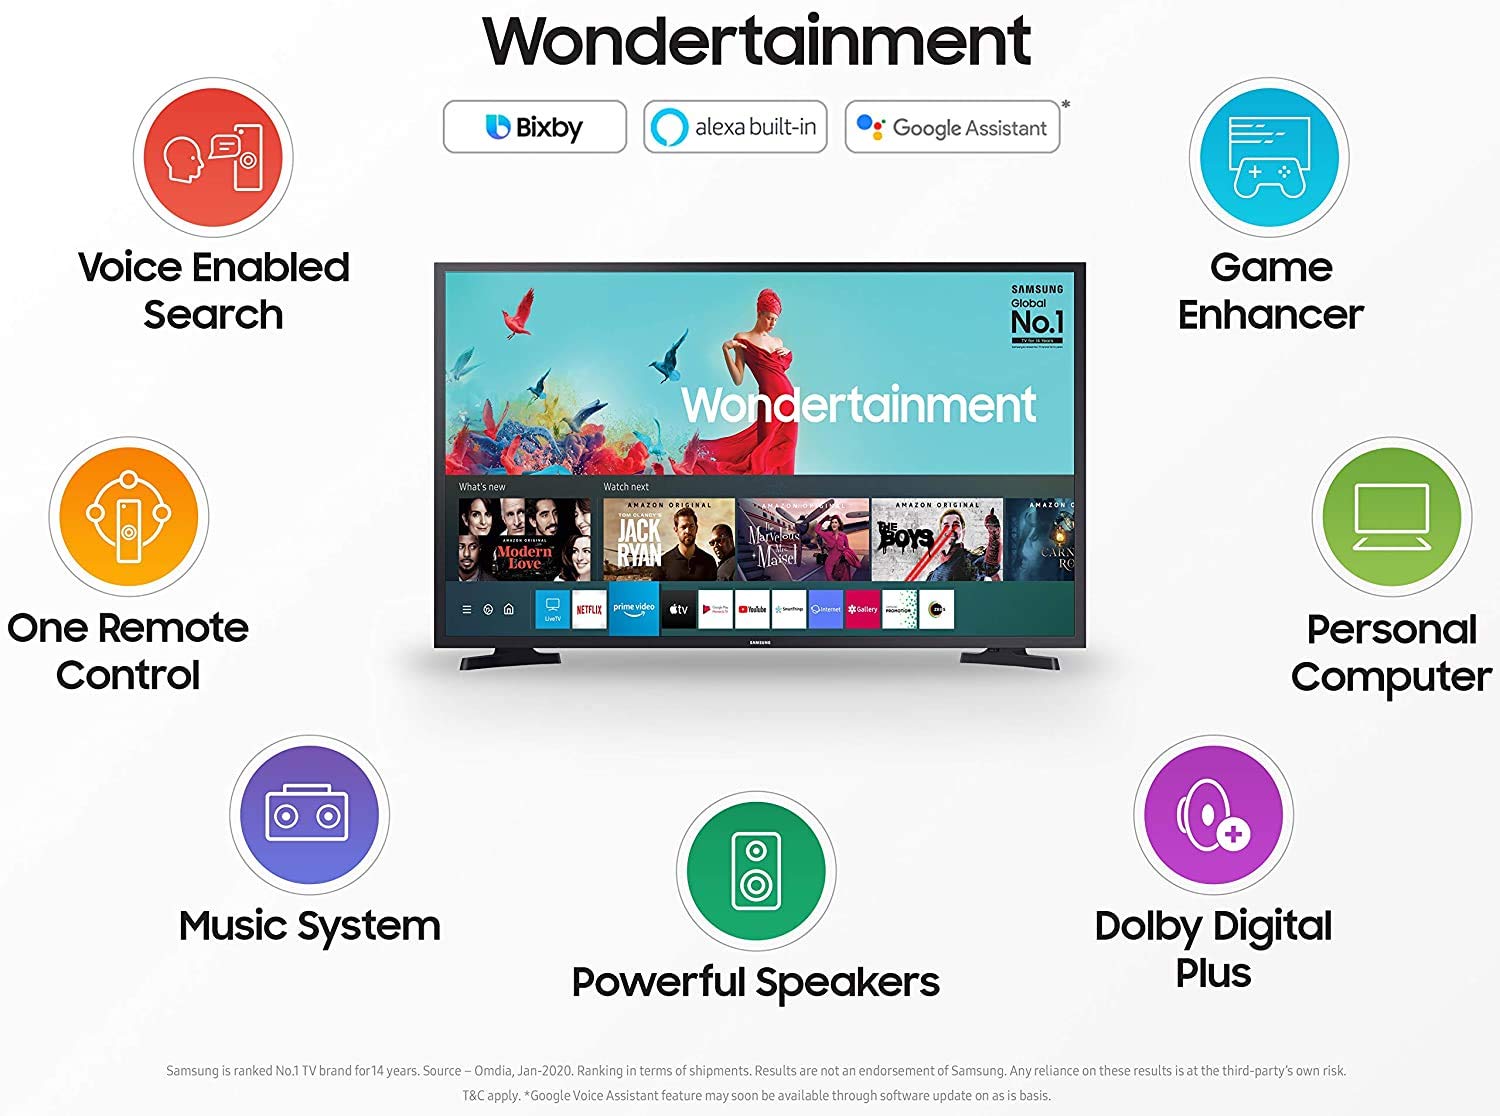 Wondertainment
Bixby
alexa built-in
Google Assistant
*
Voice Enabled
Search
Game
Enhancer
SAMSUNG
Global
No.1
Wondertainment
One Remote
Control
Personal
Computer
What's new
Watch next
AMAZON ORIGINAL
Modern
Love
AMAZON ORIGINAL
TOM CLANCY'S
JACK
RYAN
AMAZON ORIGINAL
Marvelous
Mrs
Maisel
AMAZON ORIGINAL
THE
BOYS
AMAZON O
CARN
RO
LiveTV
NETFLIX
prime video
tv
YouTube
SmartThings
internet
Gallery
PROMOTION
SAMSUNG
Music System
Powerful Speakers
Dolby Digital
Plus
Samsung is ranked No.1 TV brand for 14 years. Source – Omdia, Jan-2020. Ranking in terms of shipments. Results are not an endorsement of Samsung. Any reliance on these results is at the third-party's own risk.
T&C apply. *Google Voice Assistant feature may soon be available through software update on as is basis.